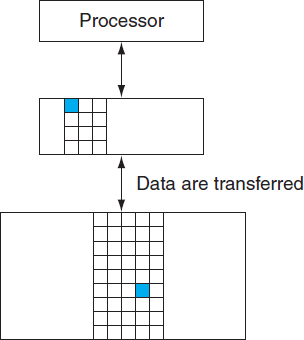 Processor
Data are transferred